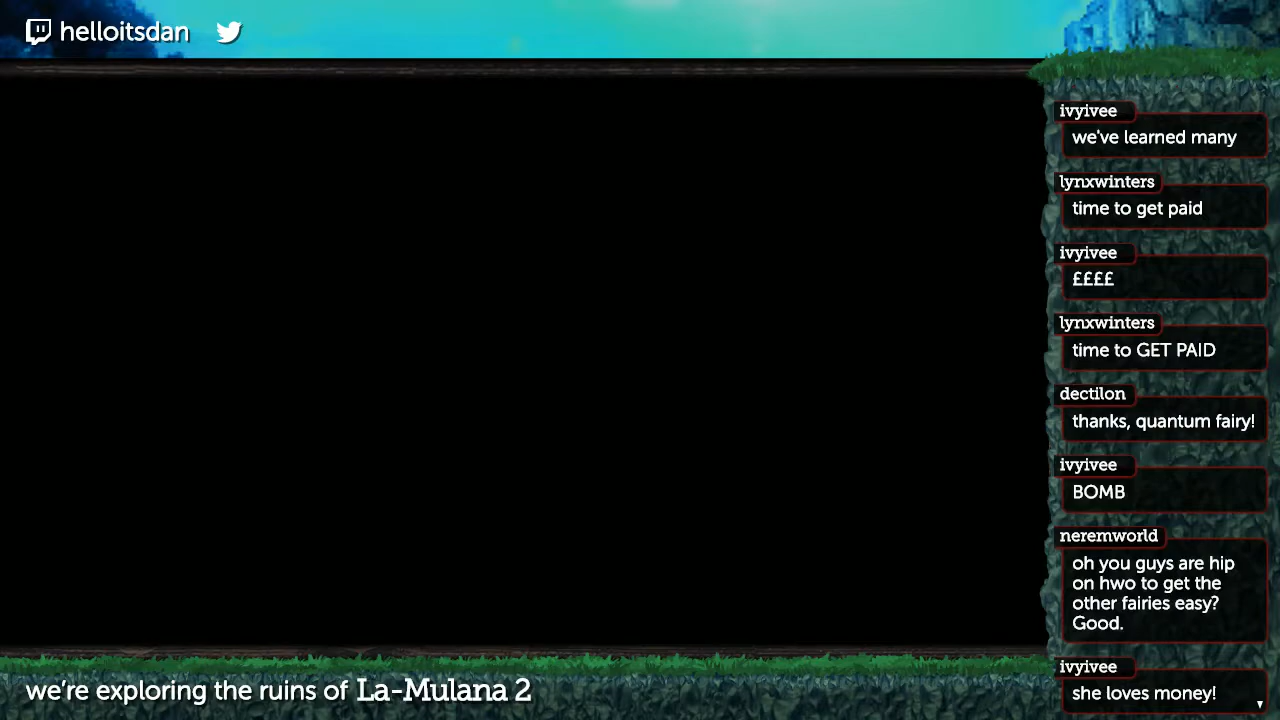 helloitsdan
ivyivee
we've learned many
lynxwinters
time to get paid
ivyivee
££££
lynxwinters
time to GET PAID
dectilon
thanks, quantum fairy!
ivyivee
BOMB
neremworld
oh you guys are hip
on hwo to get the
other fairies easy?
Good.
ivyivee
she loves money!
we're exploring the ruins of La-Mulana 2